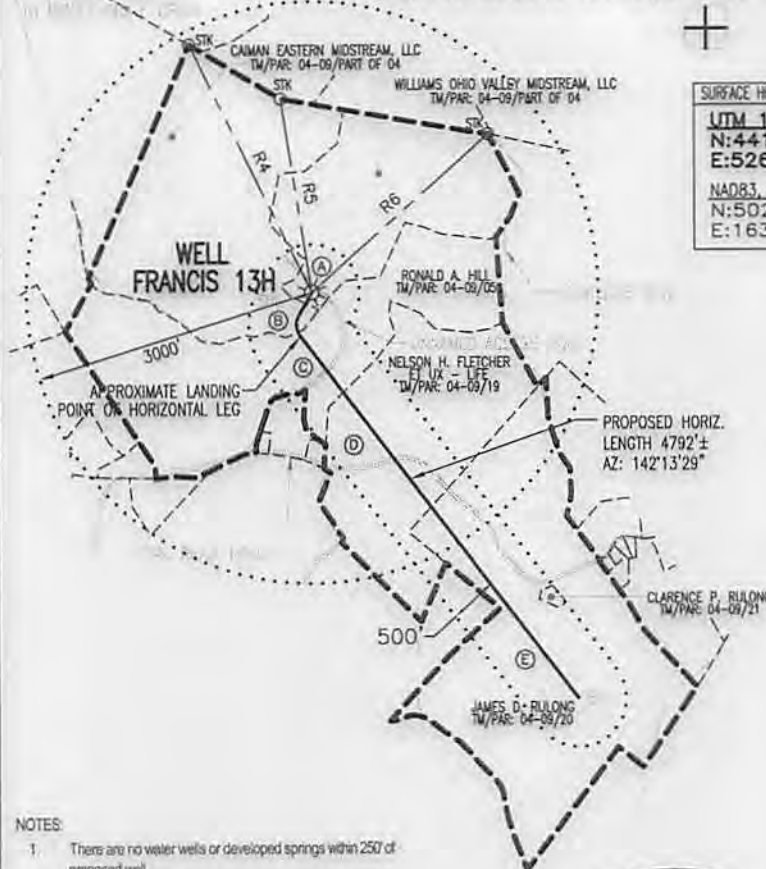 STK
CAIMAN EASTERN MIDSTREAM, LLC
TM/PAR: 04-09/PART OF 04
STK
WILLIAMS OHIO VALLEY MIDSTREAM, LLC
TM/PAR: 04-09/PART OF 04
STK
SURFACE
UTM
N:441
E:526
NAD83,
N:502
E:163
R4
R5
R6
WELL
FRANCIS 13H
A
RONALD A. HILL
TM/PAR: 04-09/05
B
3000'
C
NELSON H. FLETCHER
ET UX - LIFE
TM/PAR: 04-09/19
APPROXIMATE LANDING
POINT OF HORIZONTAL LEG
PROPOSED HORIZ.
LENGTH 4792'±
AZ: 142°13'29"
D
CLARENCE P. RULONG
TM/PAR: 04-09/21
500'
E
JAMES D. RULONG
TM/PAR: 04-09/20
NOTES:
1 There are no water wells or developed springs within 250' of
proposed well.